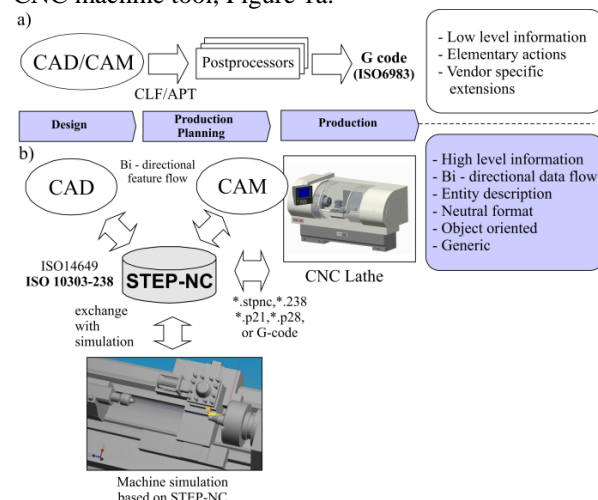 CNC machine tool, Figure 1a.
a)
CAD/CAM
CLF/APT
Postprocessors
G code
(ISO6983)
- Low level information
- Elementary actions
- Vendor specific
extensions
Design
Production
Planning
Production
b)
CAD
Bi - directional
feature flow
CAM
CNC Lathe
- High level information
- Bi - directional data flow
- Entity description
- Neutral format
- Object oriented
- Generic
ISO14649
ISO 10303-238
STEP-NC
*.stpnc,*.238
*.p21,*.p28,
or G-code
exchange
with
simulation
Machine simulation
based on STEP-NC